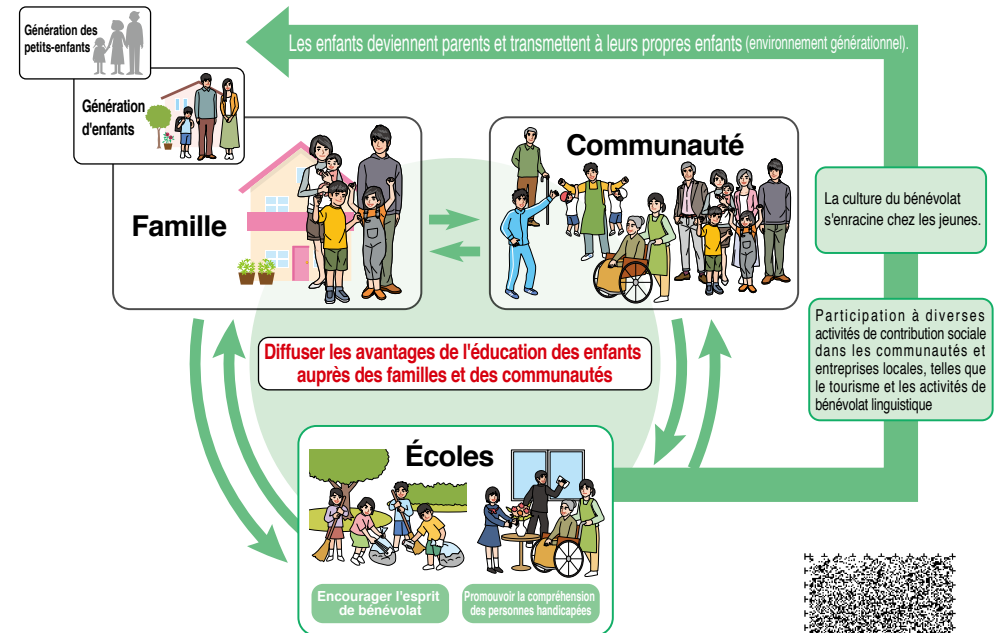 Génération des
petits-enfants
Les enfants deviennent parents et transmettent à leurs propres enfants (environnement générationnel).
Génération
d'enfants
Famille
Communauté
La culture du bénévolat
s'enracine chez les jeunes.
Participation à diverses
activités de contribution sociale
dans les communautés et
entreprises locales, telles que
le tourisme et les activités de
bénévolat linguistique
Diffuser les avantages de l'éducation des enfants
auprès des familles et des communautés
Écoles
Encourager l'esprit
de bénévolat
Promouvoir la compréhension
des personnes handicapées